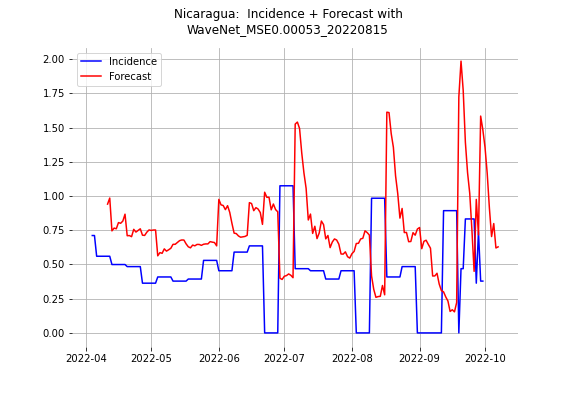 Nicaragua:  Incidence + Forecast with
WaveNet_MSE0.00053_20220815
Incidence
Forecast
2.00
1.75
1.50
1.25
1.00
0.75
0.50
0.25
0.00
2022-04 2022-05 2022-06 2022-07 2022-08 2022-09 2022-10